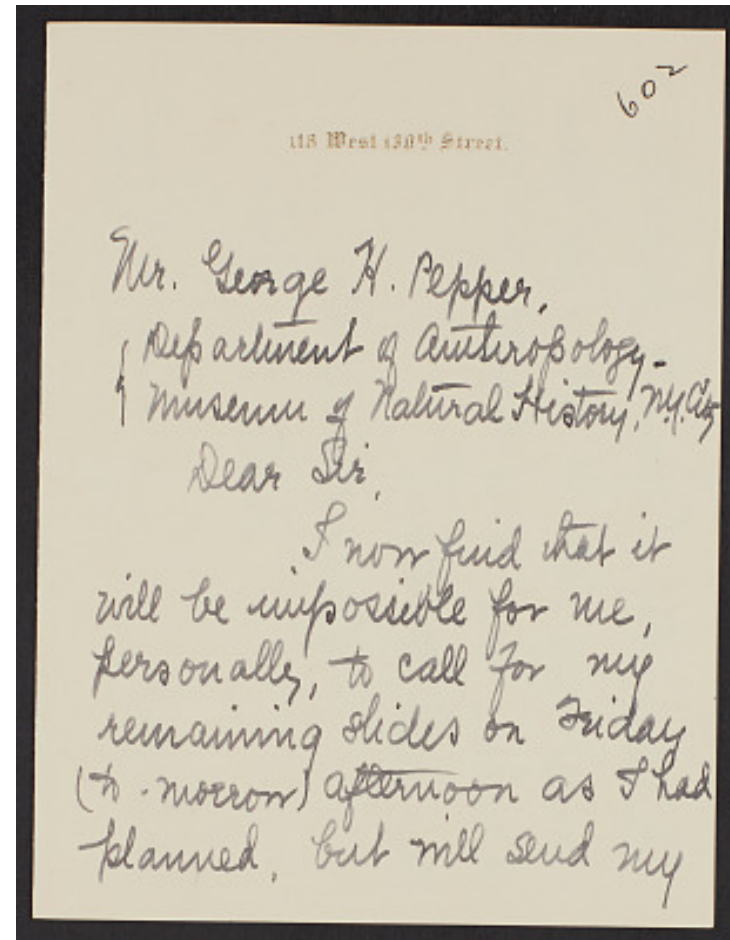 602
118 West 130th Street.
Mr. George H. Pepper,
Department of Anthropology-
Museum of Natural History, N.Y. City
Dear Sir,
I now find that it
will be impossible for me,
personally, to call for my
remaining slides on Friday
(to-morrow) afternoon as I had
planned, but will send my